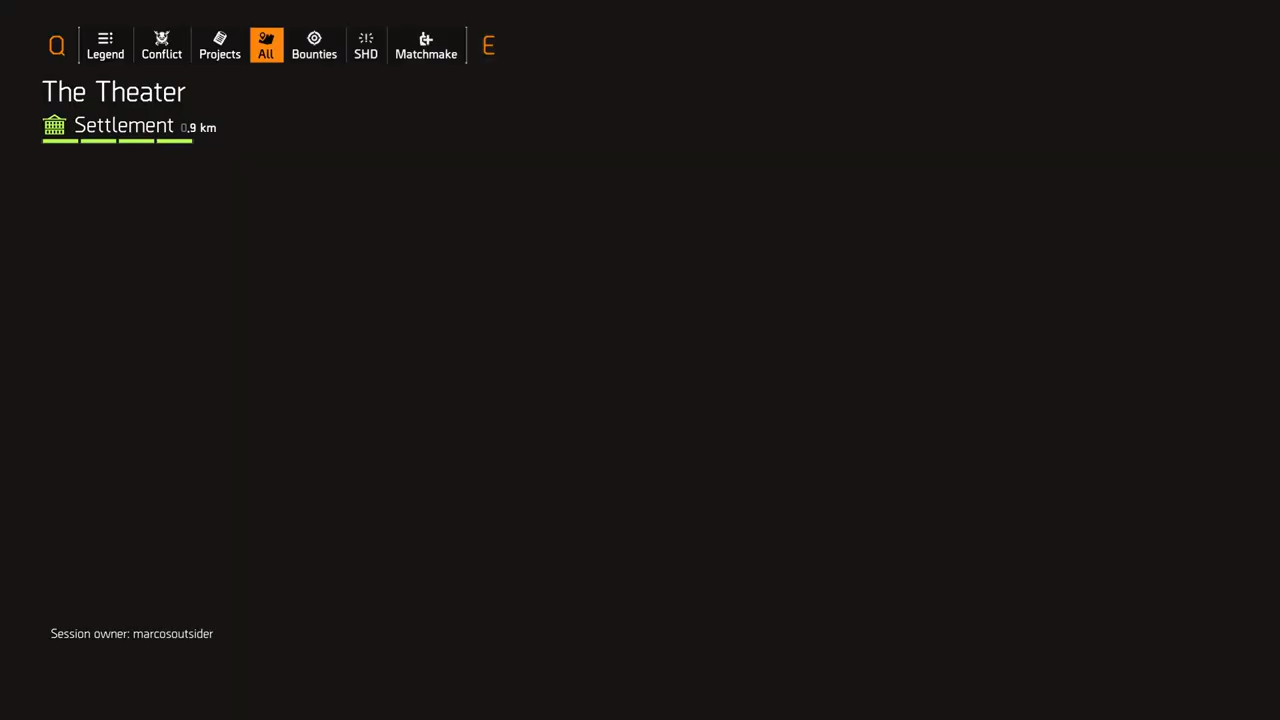 Q Legend Conflict Projects All Bounties SHD Matchmake E
The Theater
Settlement 0.9 km
Session owner: marcosoutsider